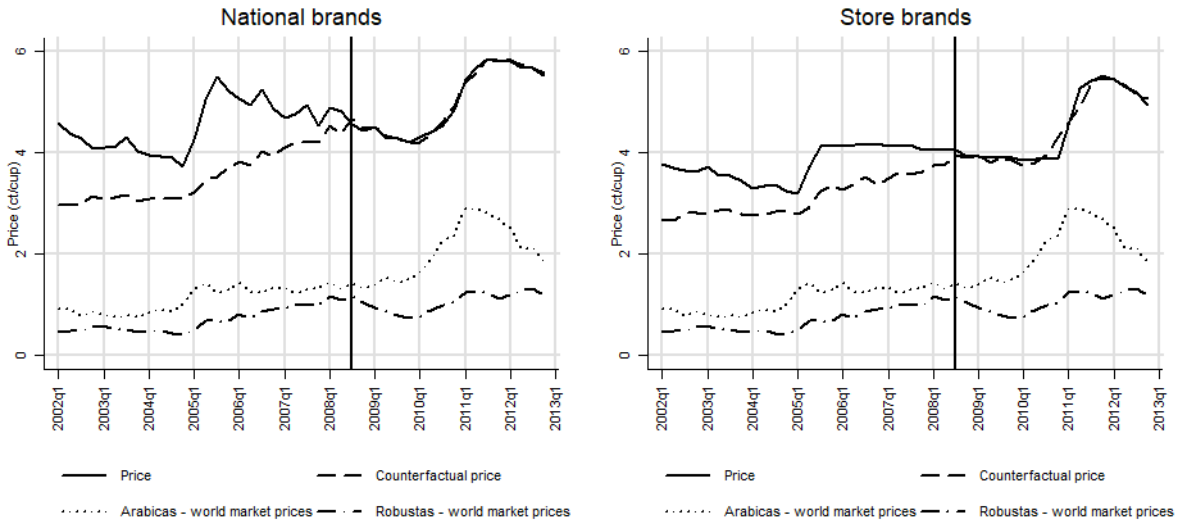 National brands
Price (ct/cup)
6
4
2
0
2002q1
2003q1
2004q1
2005q1
2006q1
2007q1
2008q1
2009q1
2010q1
2011q1
2012q1
2013q1
Price
Counterfactual price
Arabicas - world market prices
Robustas - world market prices
Store brands
Price (ct/cup)
6
4
2
0
2002q1
2003q1
2004q1
2005q1
2006q1
2007q1
2008q1
2009q1
2010q1
2011q1
2012q1
2013q1
Price
Counterfactual price
Arabicas - world market prices
Robustas - world market prices